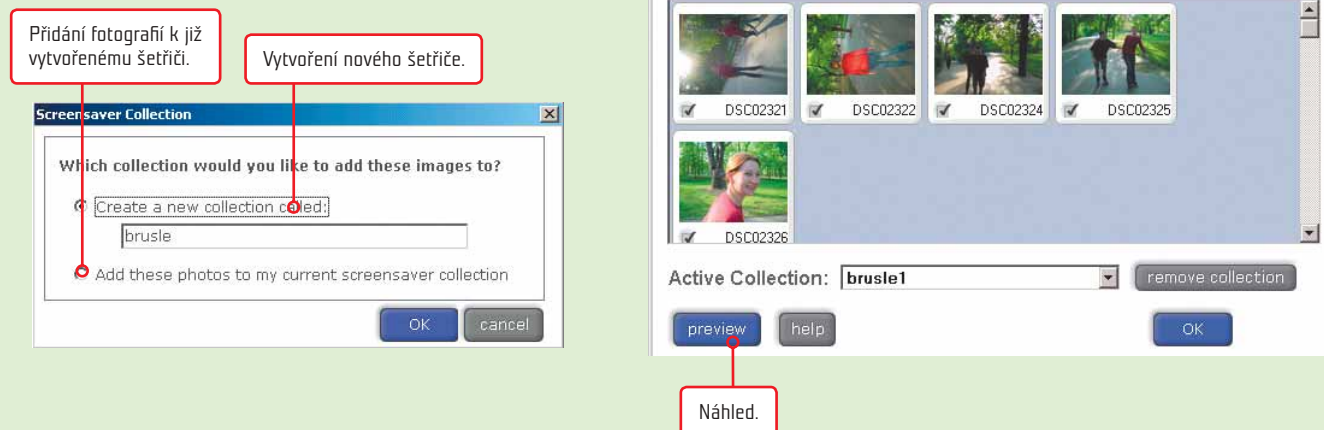 Přidání fotografií k již
vytvořenému šetřiči.
Vytvoření nového šetřiče.
Screensaver Collection
Which collection would you like to add these images to?
Create a new collection called:
brusle
Add these photos to my current screensaver collection
OK
cancel
DSC02321
DSC02322
DSC02324
DSC02325
DSC02326
Active Collection:
brusle1
remove collection
preview
help
OK
Náhled.